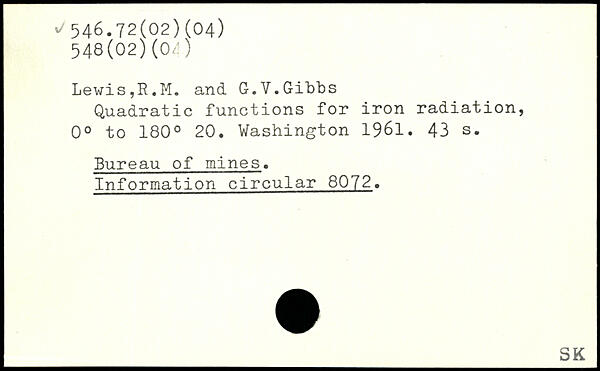 ✓ 546.72(02)(04)
548(02)(04)
Lewis,R.M. and G.V.Gibbs
Quadratic functions for iron radiation,
0° to 180° 20. Washington 1961. 43 s.
Bureau of mines.
Information circular 8072.
SK